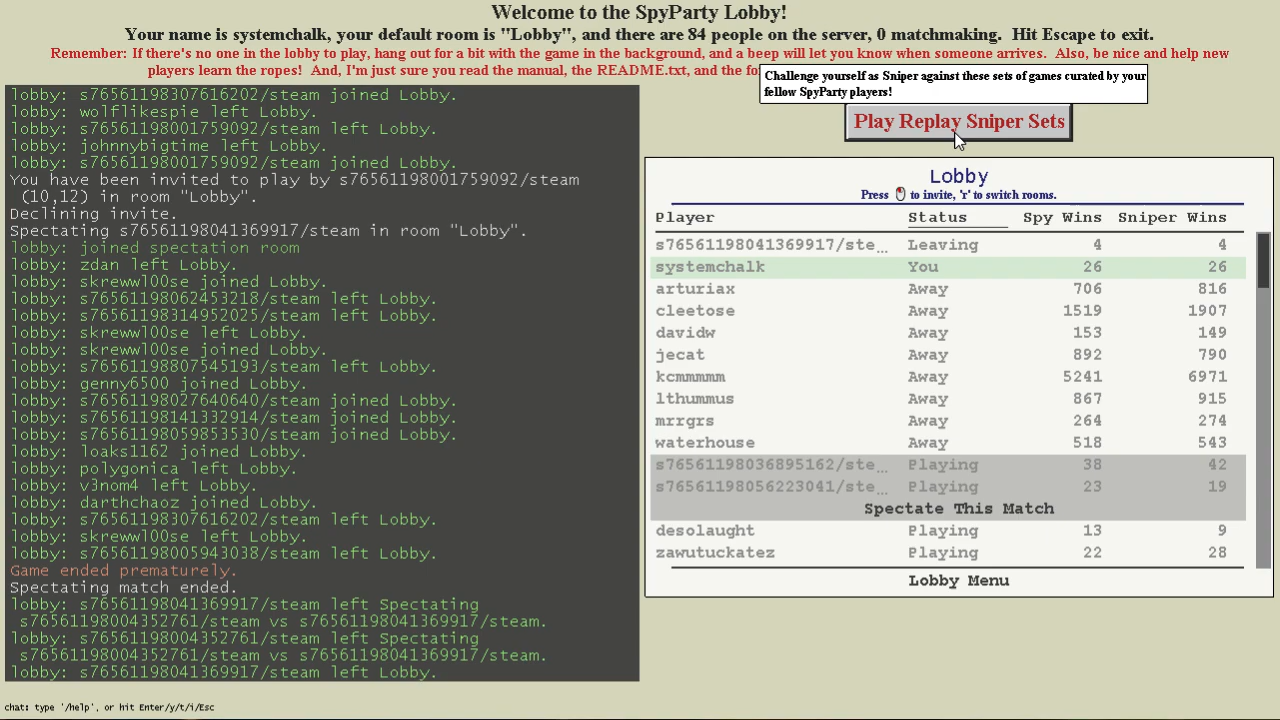 Welcome to the SpyParty Lobby!
Your name is systemchalk, your default room is "Lobby", and there are 84 people on the server, 0 matchmaking. Hit Escape to exit.
Remember: If there's no one in the lobby to play, hang out for a bit with the game in the background, and a beep will let you know when someone arrives. Also, be nice and help new
players learn the ropes! And, I'm just sure you read the manual, the README.txt, and the fo
Challenge yourself as Sniper against these sets of games curated by your
fellow SpyParty players!
Play Replay Sniper Sets
lobby: s76561198307616202/steam joined Lobby.
lobby: wolflikespie left Lobby.
lobby: s76561198001759092/steam left Lobby.
lobby: johnnybigtime left Lobby.
lobby: s76561198001759092/steam joined Lobby.
You have been invited to play by s76561198001759092/steam
(10,12) in room "Lobby".
Declining invite.
Spectating s76561198041369917/steam in room "Lobby".
lobby: joined spectation room
lobby: zdan left Lobby.
lobby: skrewwl00se joined Lobby.
lobby: s76561198062453218/steam left Lobby.
lobby: s76561198314952025/steam left Lobby.
lobby: skrewwl00se left Lobby.
lobby: skrewwl00se joined Lobby.
lobby: s76561198807545193/steam left Lobby.
lobby: genny6500 joined Lobby.
lobby: s76561198027640640/steam joined Lobby.
lobby: s76561198141332914/steam joined Lobby.
lobby: s76561198059853530/steam joined Lobby.
lobby: loaks1162 joined Lobby.
lobby: polygonica left Lobby.
lobby: v3nom4 left Lobby.
lobby: darthchaoz joined Lobby.
lobby: s76561198307616202/steam left Lobby.
lobby: skrewwl00se left Lobby.
lobby: s76561198005943038/steam left Lobby.
Game ended prematurely.
Spectating match ended.
lobby: s76561198041369917/steam left Spectating
s76561198004352761/steam vs s76561198041369917/steam.
lobby: s76561198004352761/steam left Spectating
s76561198004352761/steam vs s76561198041369917/steam.
lobby: s76561198041369917/steam left Lobby.
chat: type '/help', or hit Enter/y/t/i/Esc
Lobby
Press to invite, 'r' to switch rooms.
Player Status Spy Wins Sniper Wins
s76561198041369917/ste... Leaving 4 4
systemchalk You 26 26
arturiax Away 706 816
cleetose Away 1519 1907
davidw Away 153 149
jecat Away 892 790
kcmmmmm Away 5241 6971
lthummus Away 867 915
mrrgrs Away 264 274
waterhouse Away 518 543
s76561198036895162/ste... Playing 38 42
s76561198056223041/ste... Playing 23 19
Spectate This Match
desolaught Playing 13 9
zawutuckatez Playing 22 28
Lobby Menu